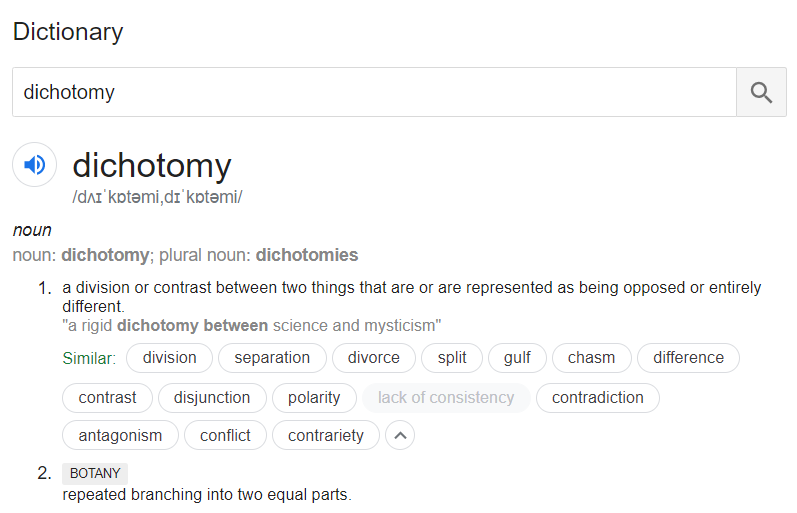 Dictionary
dichotomy
dichotomy
/dʌɪˈkɒtəmi,dɪˈkɒtəmi/
noun
noun: dichotomy; plural noun: dichotomies
1. a division or contrast between two things that are or are represented as being opposed or entirely
different.
"a rigid dichotomy between science and mysticism"
Similar: division separation divorce split gulf chasm difference
contrast disjunction polarity lack of consistency contradiction
antagonism conflict contrariety
2. BOTANY
repeated branching into two equal parts.